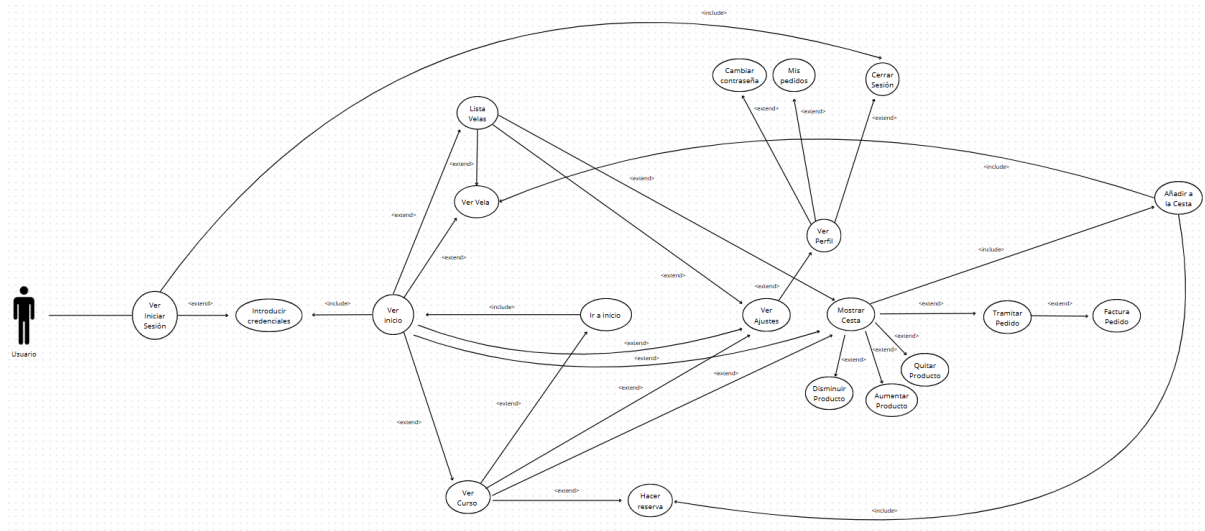 <include>
Cambiar
contraseña
Mis
pedidos
Cerrar
Sesión
Lista
Velas
<extend>
<extend>
<extend>
<extend>
<include>
<extend>
Ver Vela
Añadir a
la Cesta
<extend>
Ver
Perfil
<extend>
<include>
<extend>
<extend>
Usuario
Ver
Iniciar
Sesión
<extend>
Introducir
credenciales
<include>
Ver
inicio
<include>
Ir a inicio
Ver
Ajustes
Mostrar
Cesta
<extend>
Tramitar
Pedido
<extend>
Factura
Pedido
<extend>
<extend>
<extend>
<extend>
<extend>
Quitar
Producto
<extend>
Disminuir
Producto
Aumentar
Producto
<extend>
<extend>
Ver
Curso
<extend>
Hacer
reserva
<include>